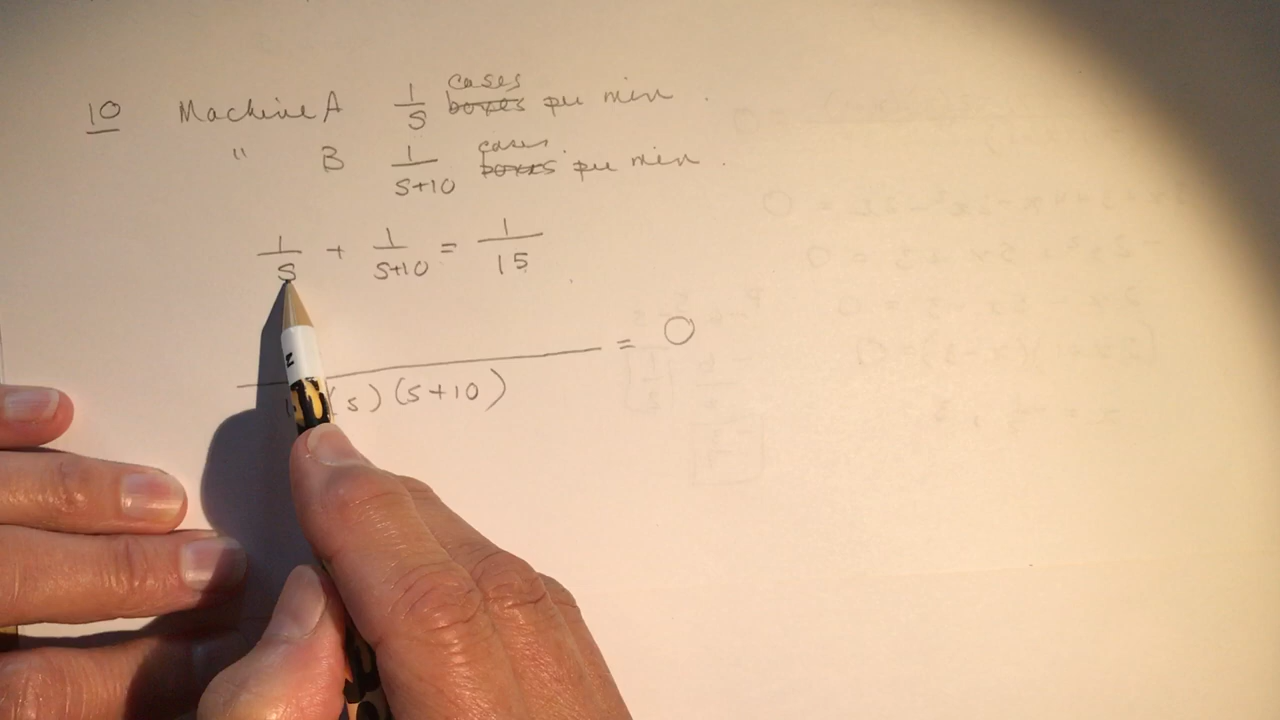 10 Machine A 1/S boxes cases per min.
" B 1/S+10 boxes cases per min.
1/S + 1/S+10 = 1/15
(S)(S+10) = 0